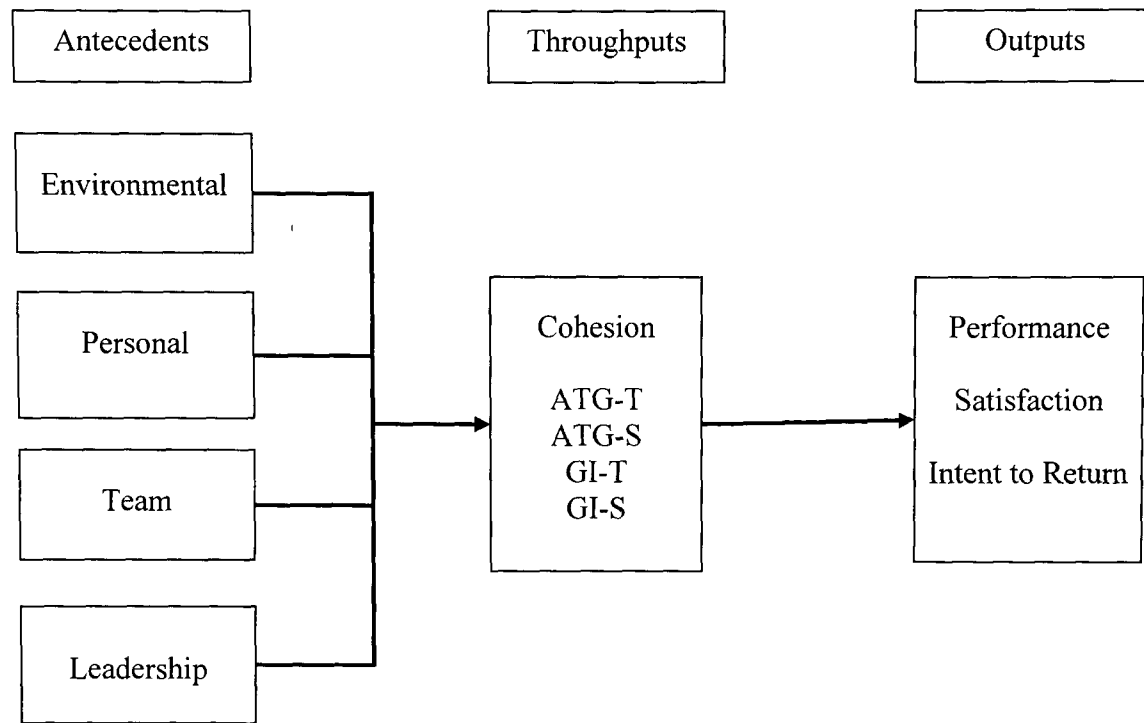 Antecedents
Throughputs
Outputs
Environmental
Personal
Team
Leadership
Cohesion
ATG-T
ATG-S
GI-T
GI-S
Performance
Satisfaction
Intent to Return